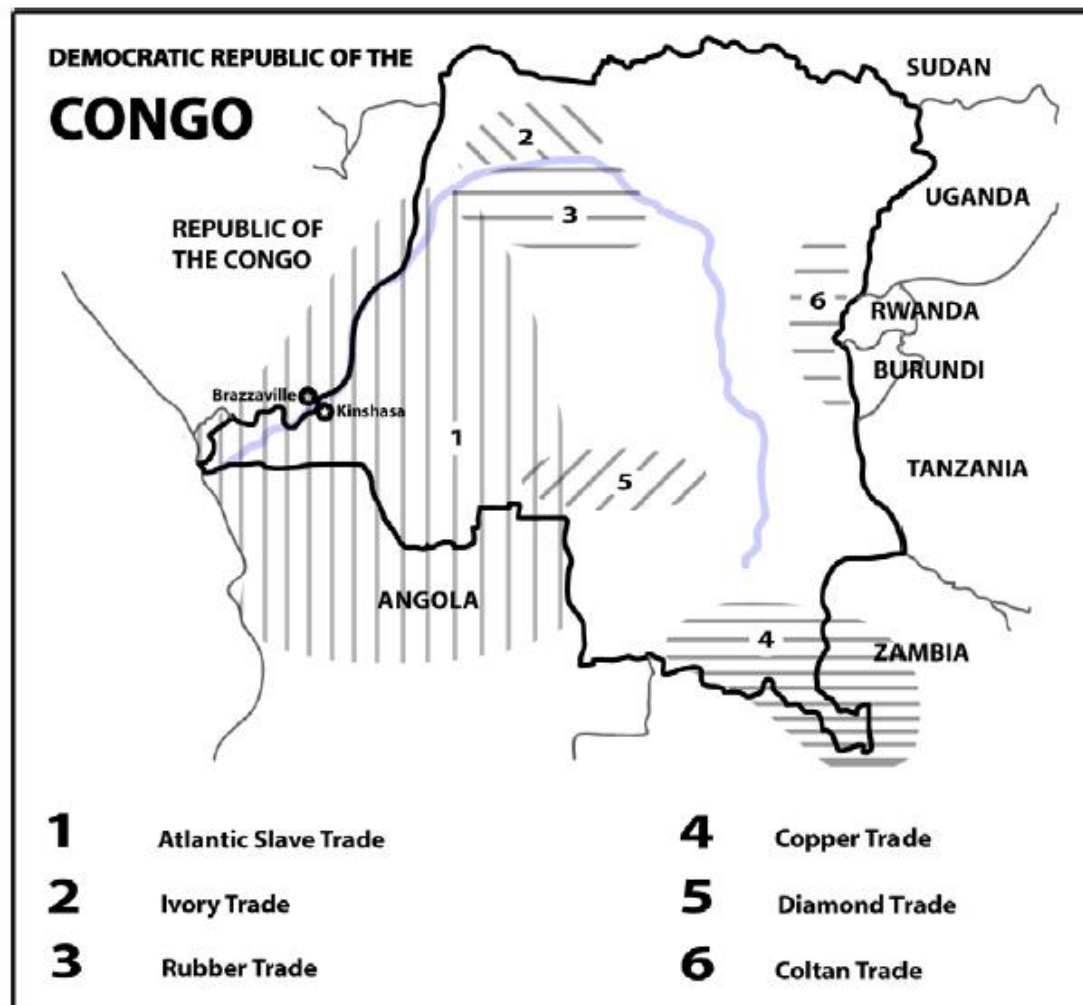 DEMOCRATIC REPUBLIC OF THE
CONGO
SUDAN
UGANDA
REPUBLIC OF
THE CONGO
RWANDA
BURUNDI
Brazzaville
Kinshasa
TANZANIA
ANGOLA
ZAMBIA
2
3
6
1
5
4
1 Atlantic Slave Trade
2 Ivory Trade
3 Rubber Trade
4 Copper Trade
5 Diamond Trade
6 Coltan Trade